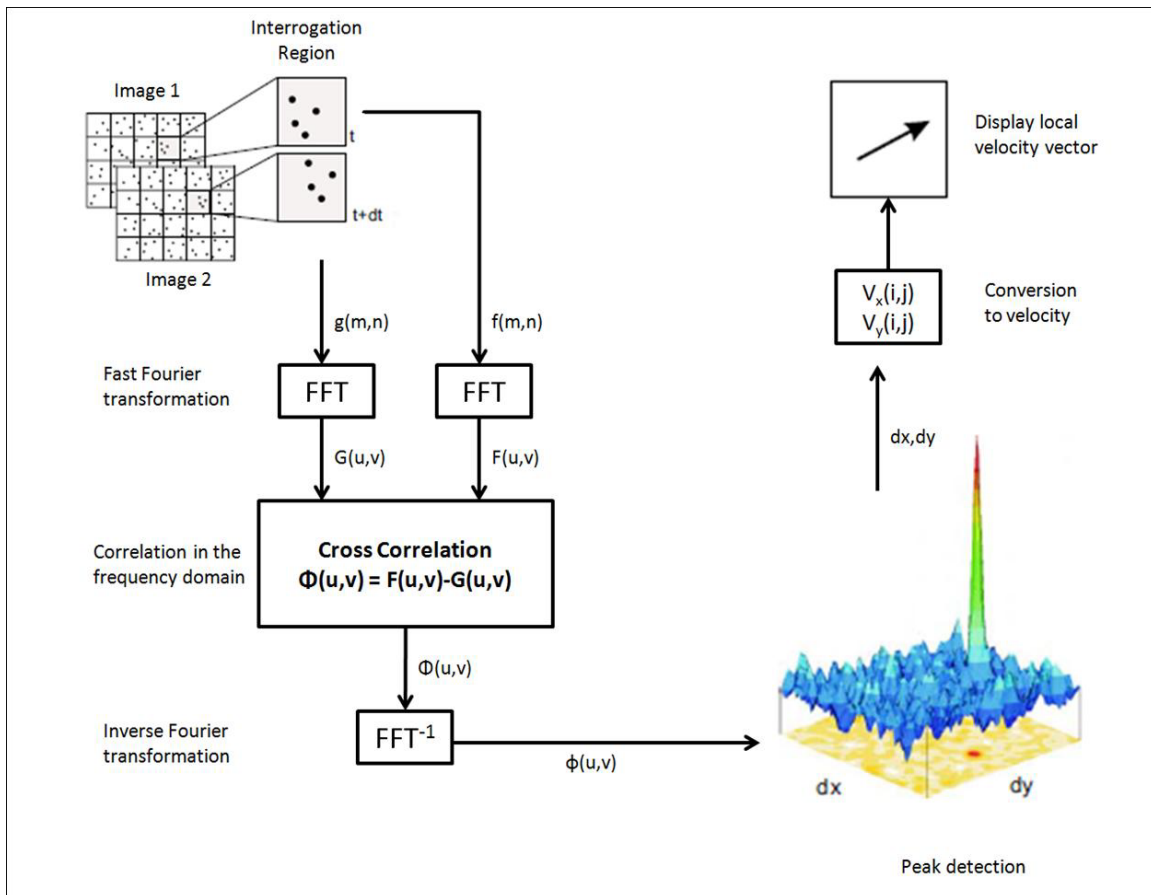 Interrogation
Region
Image 1
t
t+dt
Image 2
g(m,n)
f(m,n)
Fast Fourier
transformation
FFT
FFT
G(u,v)
F(u,v)
Correlation in the
frequency domain
Cross Correlation
Φ(u,v) = F(u,v)-G(u,v)
Φ(u,v)
Inverse Fourier
transformation
FFT⁻¹
ϕ(u,v)
Display local
velocity vector
Vₓ(i,j)
Vᵧ(i,j)
Conversion
to velocity
dx,dy
dx
dy
Peak detection